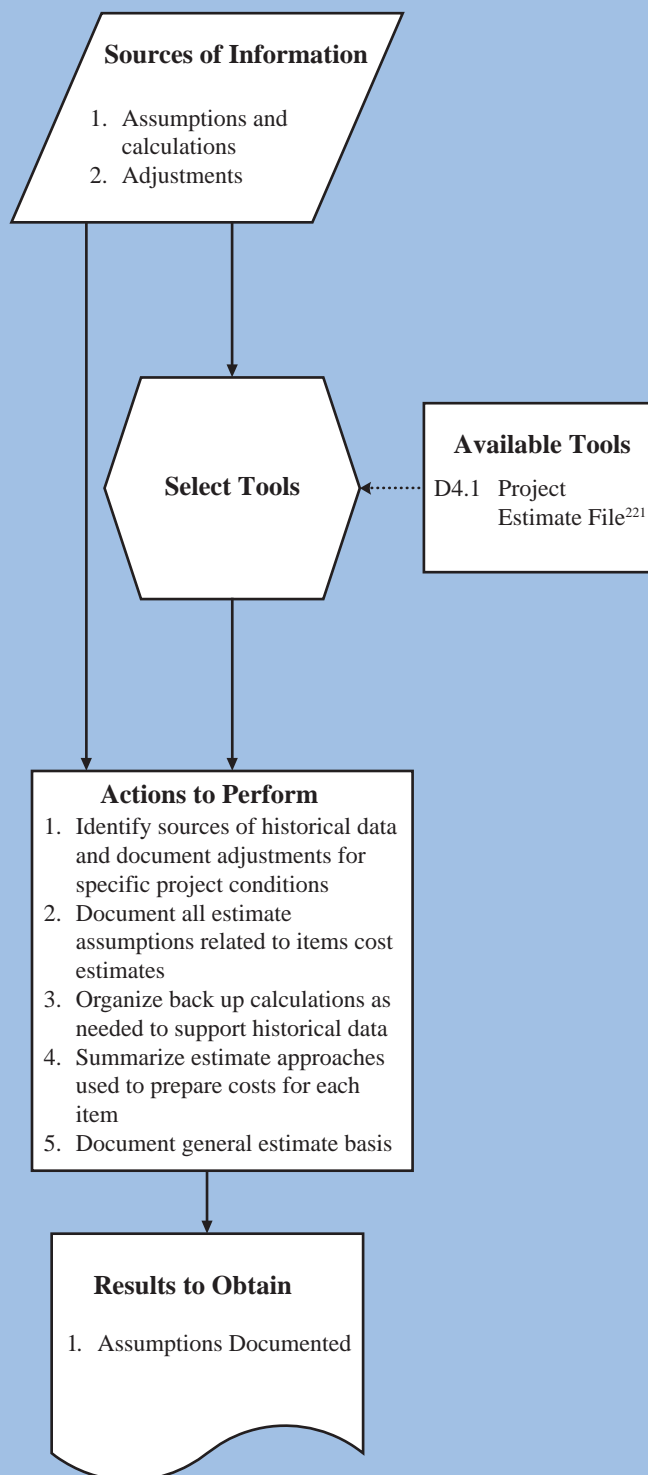 Sources of Information
1. Assumptions and
calculations
2. Adjustments
Select Tools
Available Tools
D4.1 Project
Estimate File221
Actions to Perform
1. Identify sources of historical data
and document adjustments for
specific project conditions
2. Document all estimate
assumptions related to items cost
estimates
3. Organize back up calculations as
needed to support historical data
4. Summarize estimate approaches
used to prepare costs for each
item
5. Document general estimate basis
Results to Obtain
1. Assumptions Documented